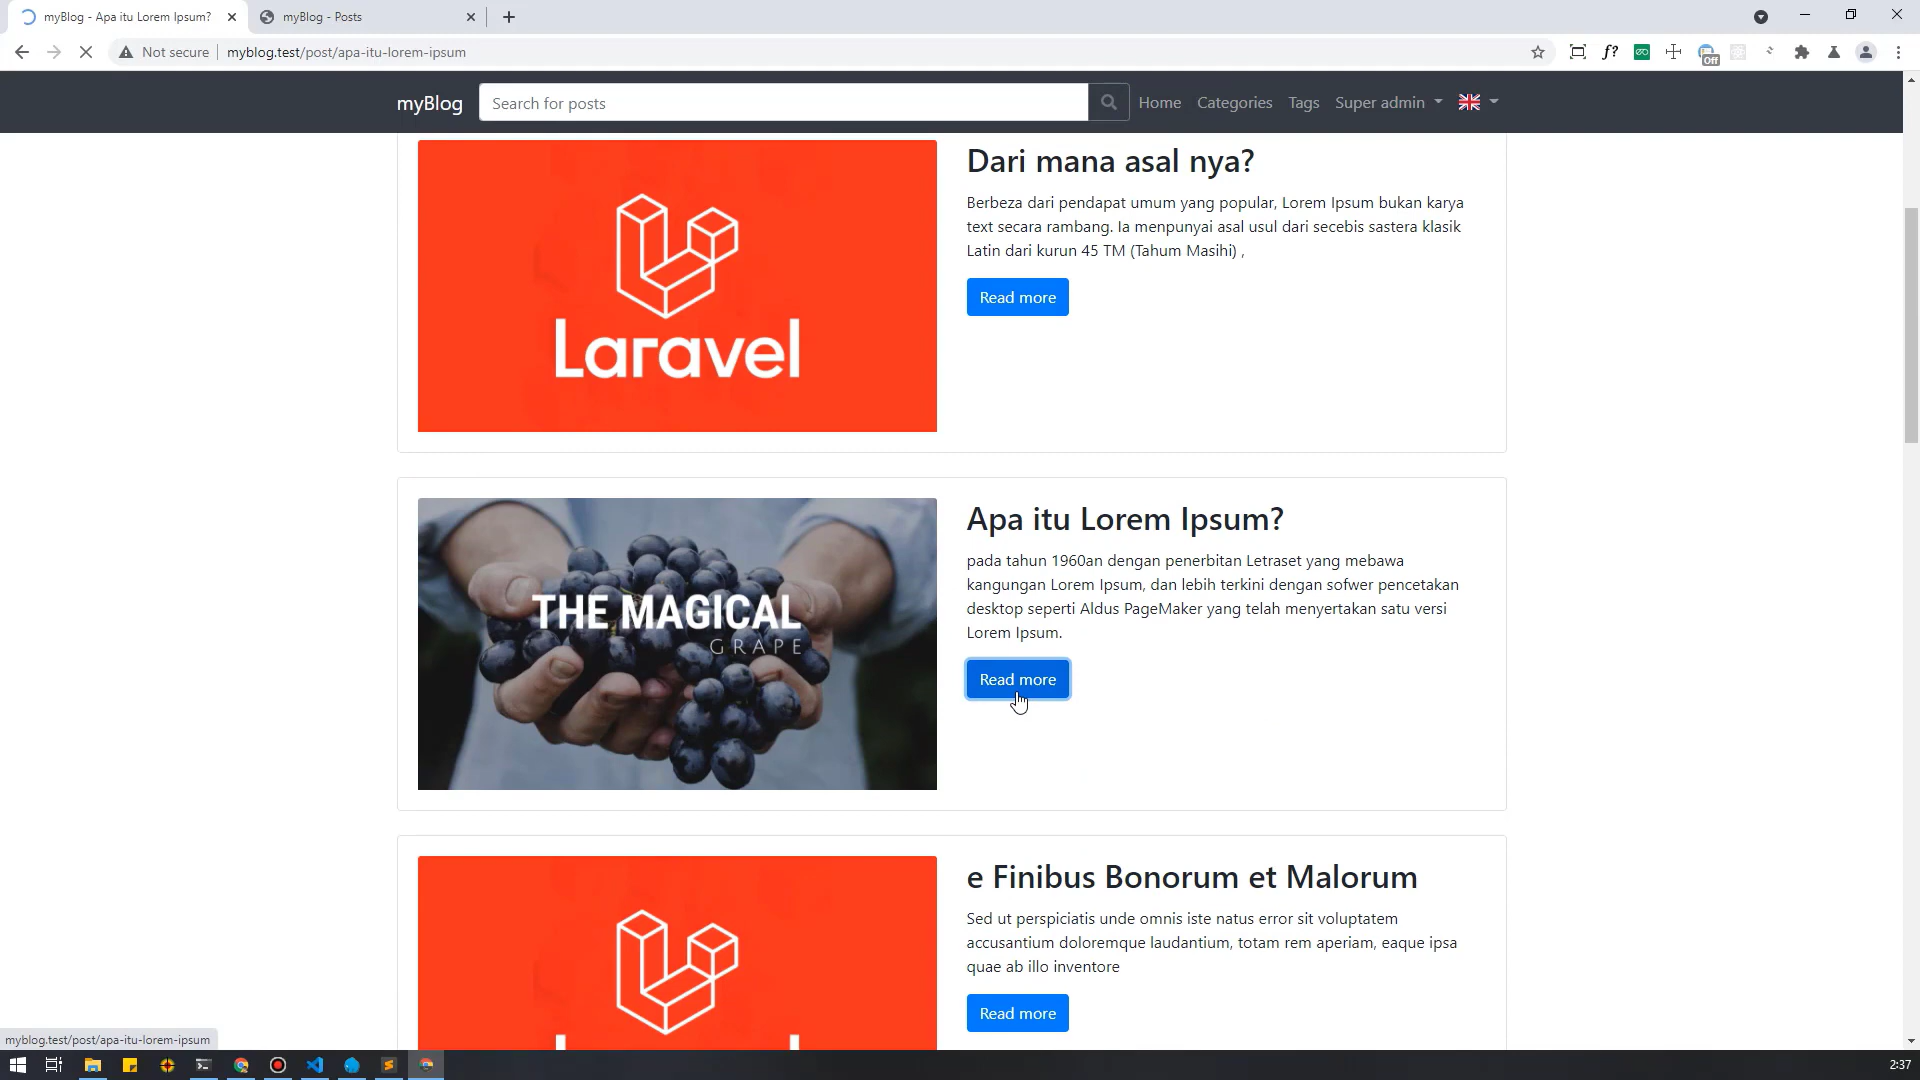 myBlog - Apa itu Lorem Ipsum?
myBlog - Posts
Not secure
myblog.test/post/apa-itu-lorem-ipsum
f?
Off
myBlog
Search for posts
Home
Categories
Tags
Super admin
Dari mana asal nya?
Berbeza dari pendapat umum yang popular, Lorem Ipsum bukan karya
text secara rambang. Ia menpunyai asal usul dari secebis sastera klasik
Latin dari kurun 45 TM (Tahum Masihi) ,
Read more
Laravel
Apa itu Lorem Ipsum?
pada tahun 1960an dengan penerbitan Letraset yang mebawa
kangungan Lorem Ipsum, dan lebih terkini dengan sofwer pencetakan
desktop seperti Aldus PageMaker yang telah menyertakan satu versi
Lorem Ipsum.
Read more
THE MAGICAL
GRAPE
e Finibus Bonorum et Malorum
Sed ut perspiciatis unde omnis iste natus error sit voluptatem
accusantium doloremque laudantium, totam rem aperiam, eaque ipsa
quae ab illo inventore
Read more
myblog.test/post/apa-itu-lorem-ipsum
2:37